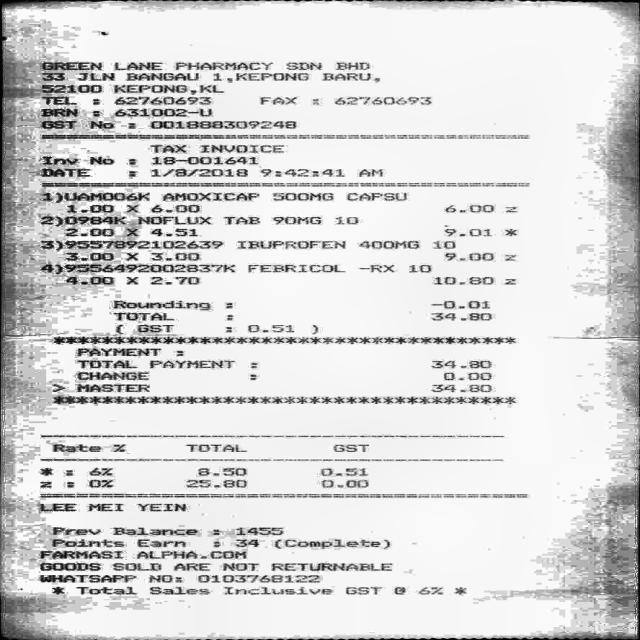 GREEN LANE PHARMACY SDN BHD
33 JLN BANGAU 1,KEPONG BARU,
52100 KEPONG,KL
TEL : 62760693 FAX : 62760693
BRN : 631002-U
GST No : 001888309248
TAX INVOICE
Inv No : 18-001641
DATE : 1/8/2018 9:42:41 AM
1)UAM006K AMOXICAP 500MG CAPSU
1.00 X 6.00 6.00 z
2)0984K NOFLUX TAB 90MG 10
2.00 X 4.51 9.01 *
3)9557892102639 IBUPROFEN 400MG 10
3.00 X 3.00 9.00 z
4)9556492002837K FEBRICOL -RX 10
4.00 X 2.70 10.80 z
Rounding : -0.01
TOTAL : 34.80
( GST : 0.51 )
****************************************
PAYMENT :
TOTAL PAYMENT : 34.80
CHANGE : 0.00
> MASTER 34.80
****************************************
Rate % TOTAL GST
* : 6% 8.50 0.51
z : 0% 25.80 0.00
LEE MEI YEIN
Prev Balance : 1455
Points Earn : 34 (Complete)
FARMASI ALPHA.COM
GOODS SOLD ARE NOT RETURNABLE
WHATSAPP NO: 0103768122
* Total Sales Inclusive GST @ 6% *